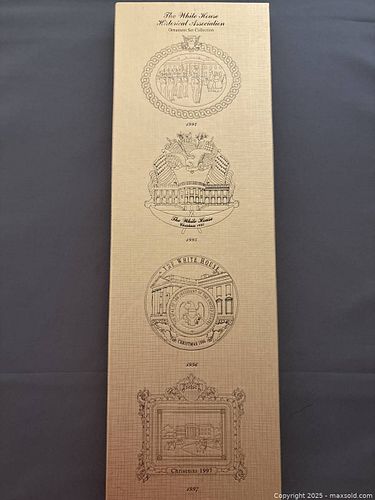 The White House
Historical Association
Ornament Set Collection
The White House
1995
THE WHITE HOUSE
CHRISTMAS 1996
1996
Christmas 1997
1997
Copyright 2025 - maxsold.com